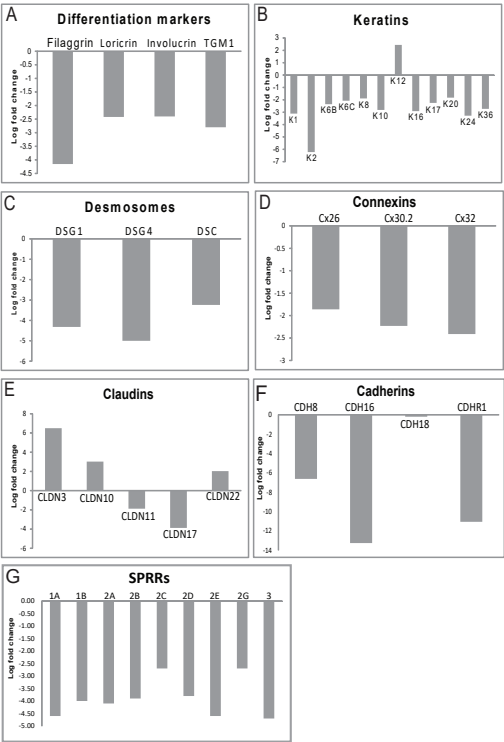 A
Differentiation markers
Filaggrin Loricrin Involucrin TGM1
0
-0.5
-1
-1.5
-2
-2.5
-3
-3.5
-4
-4.5
Log fold change
B
Keratins
3
2
1
0
-1
-2
-3
-4
-5
-6
-7
Log fold change
K1 K2 K6B K6C K8 K10 K12 K16 K17 K20 K24 K36
C
Desmosomes
DSG1 DSG4 DSC
0
-1
-2
-3
-4
-5
-6
Log fold change
D
Connexins
Cx26 Cx30.2 Cx32
0
-0.5
-1
-1.5
-2
-2.5
-3
Log fold change
E
Claudins
8
6
4
2
0
-2
-4
-6
Log fold change
CLDN3 CLDN10 CLDN11 CLDN17 CLDN22
F
Cadherins
CDH8 CDH16 CDH18 CDHR1
0
-2
-4
-6
-8
-10
-12
-14
Log fold change
G
SPRRs
1A 1B 2A 2B 2C 2D 2E 2G 3
0.00
-0.50
-1.00
-1.50
-2.00
-2.50
-3.00
-3.50
-4.00
-4.50
-5.00
Log fold change